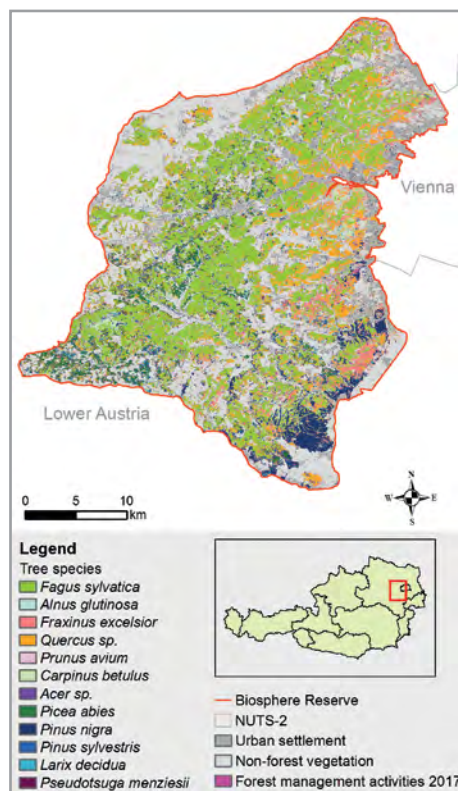 Vienna
Lower Austria
N
W E
S
0 5 10
km
Legend
Tree species
Fagus sylvatica
Alnus glutinosa
Fraxinus excelsior
Quercus sp.
Prunus avium
Carpinus betulus
Acer sp.
Picea abies
Pinus nigra
Pinus sylvestris
Larix decidua
Pseudotsuga menziesii
Biosphere Reserve
NUTS-2
Urban settlement
Non-forest vegetation
Forest management activities 2017